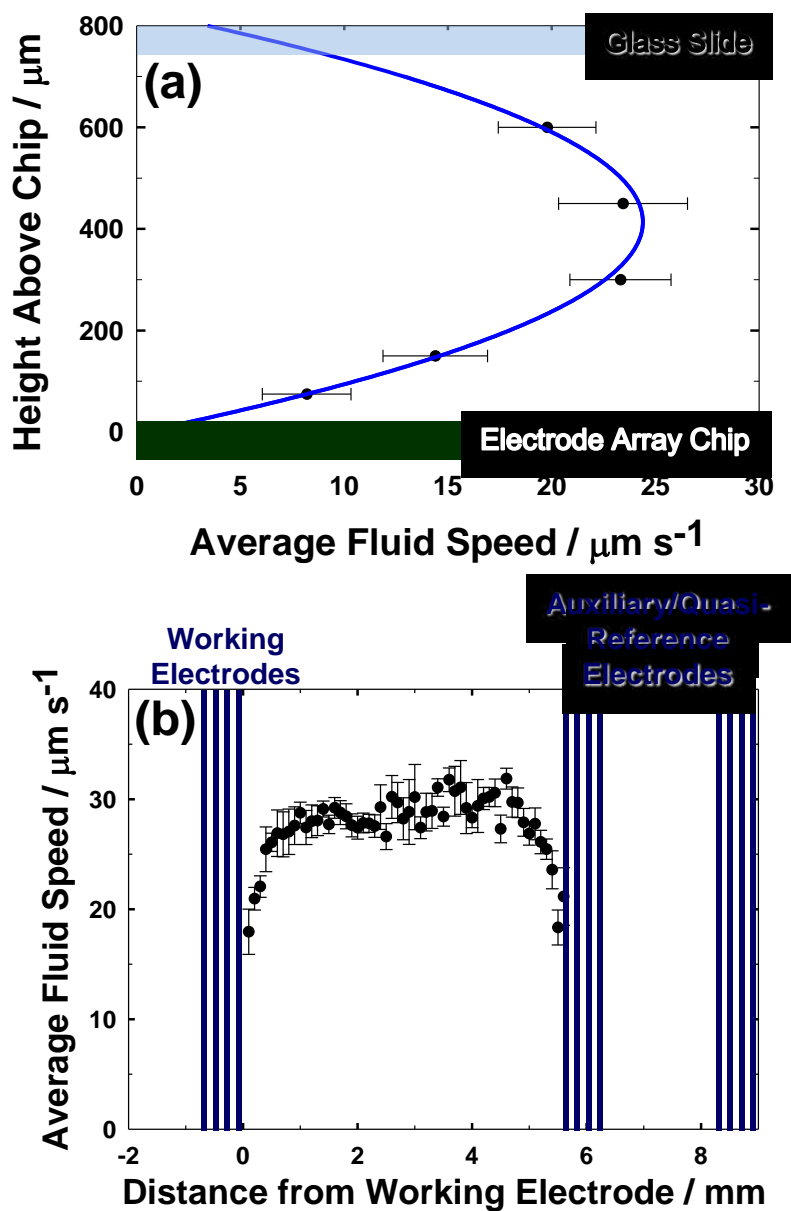 800
600
400
200
0
Height Above Chip / μm
(a)
Glass Slide
Electrode Array Chip
0 5 10 15 20 25 30
Average Fluid Speed / μm s-1
Working
Electrodes
Auxiliary/Quasi-
Reference
Electrodes
40
30
20
10
0
Average Fluid Speed / μm s-1
(b)
-2 0 2 4 6 8
Distance from Working Electrode / mm